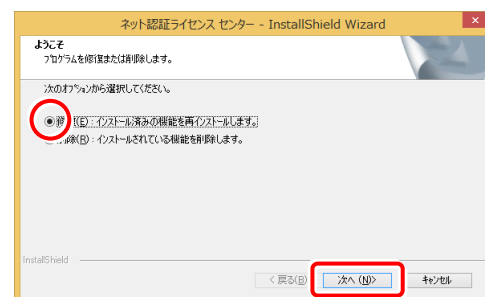 ネット認証ライセンス センター - InstallShield Wizard
ようこそ
プログラムを修復または削除します。
次のオプションから選択してください。
(E) : インストール済みの機能を再インストールします。
除(R) : インストールされている機能を削除します。
InstallShield
< 戻る(B)
次へ (N)>
キャンセル